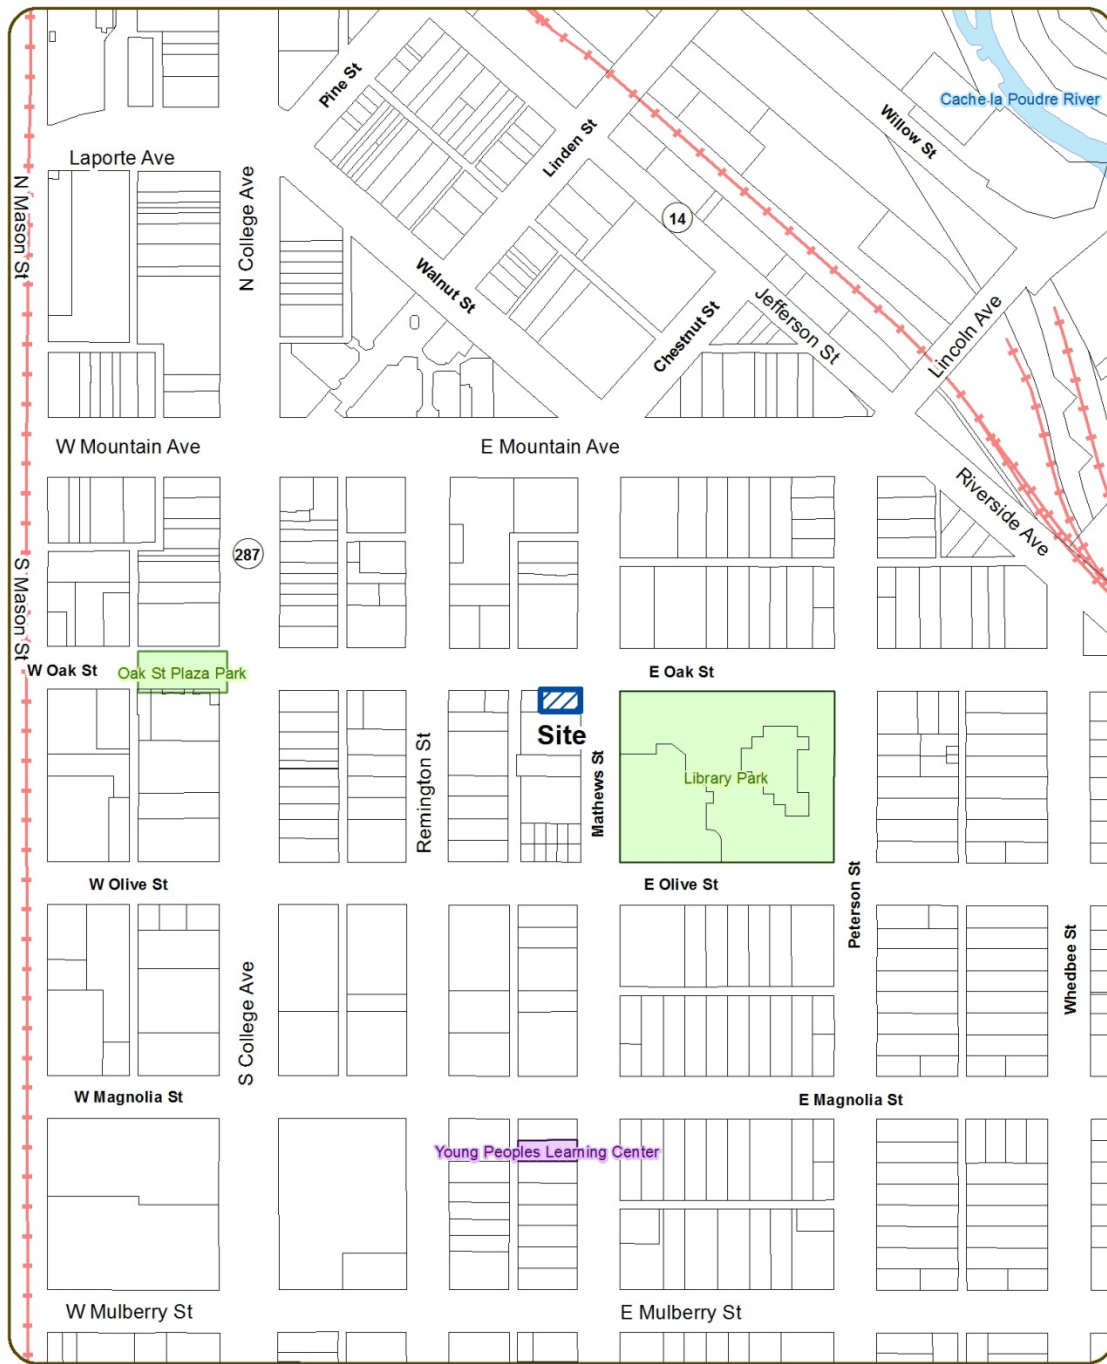 Pine St
Cache la Poudre River
Willow St
Linden St
Laporte Ave
N Mason St
N College Ave
14
Walnut St
Jefferson St
Chestnut St
Lincoln Ave
W Mountain Ave
E Mountain Ave
Riverside Ave
287
S Mason St
W Oak St
Oak St Plaza Park
E Oak St
Site
Remington St
Mathews St
Library Park
W Olive St
E Olive St
Peterson St
Whedbee St
S College Ave
W Magnolia St
E Magnolia St
Young Peoples Learning Center
W Mulberry St
E Mulberry St